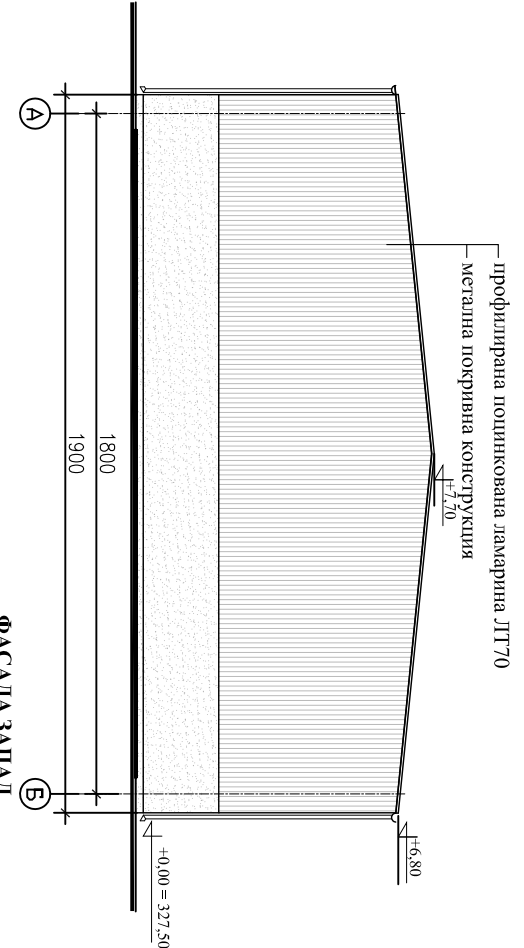 профилирана поцинкована ламарина ЛТ70
метална покривна конструкция
+7,70
+6,80
+0,00 = 327,50
1800
1900
А
Б
ФАСАДА ЗАПАД